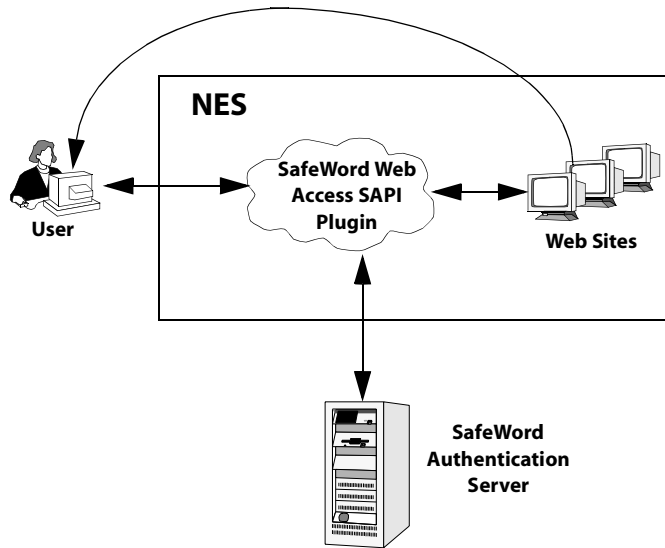 NES
SafeWord Web
Access SAPI
Plugin
User
Web Sites
SafeWord
Authentication
Server